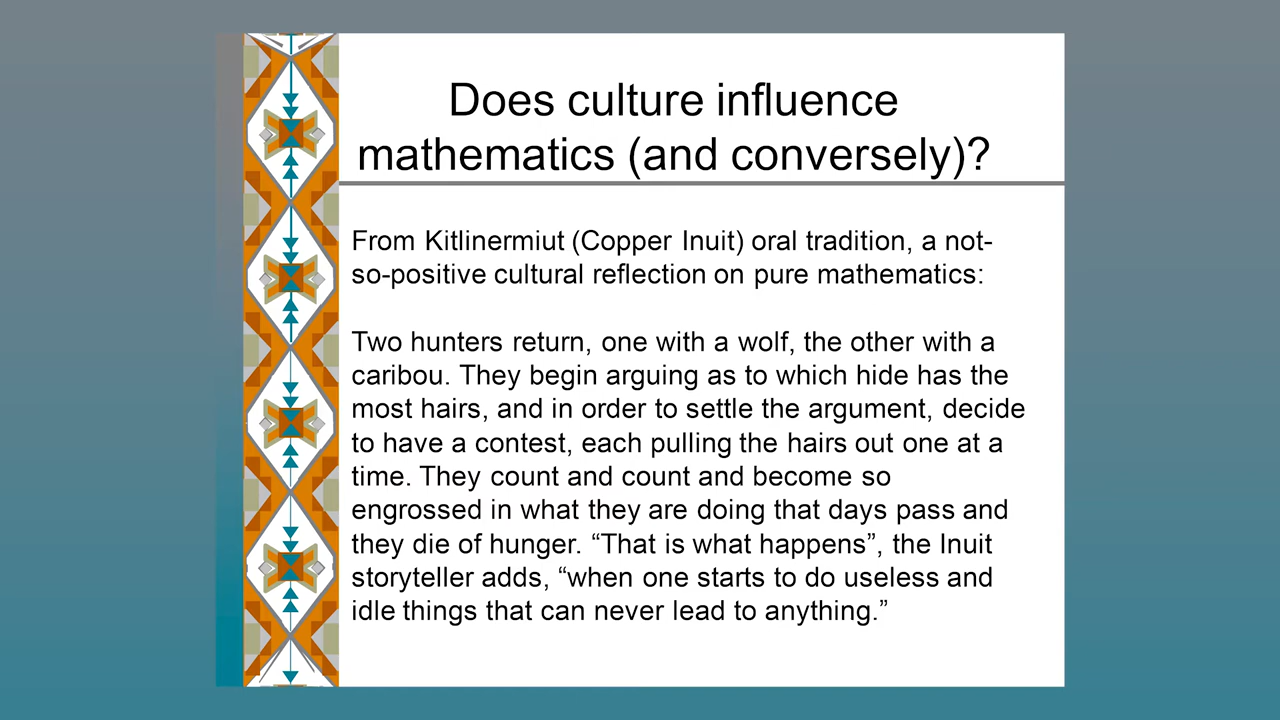 Does culture influence
mathematics (and conversely)?
From Kitlinermiut (Copper Inuit) oral tradition, a not-
so-positive cultural reflection on pure mathematics:
Two hunters return, one with a wolf, the other with a
caribou. They begin arguing as to which hide has the
most hairs, and in order to settle the argument, decide
to have a contest, each pulling the hairs out one at a
time. They count and count and become so
engrossed in what they are doing that days pass and
they die of hunger. “That is what happens”, the Inuit
storyteller adds, “when one starts to do useless and
idle things that can never lead to anything.”